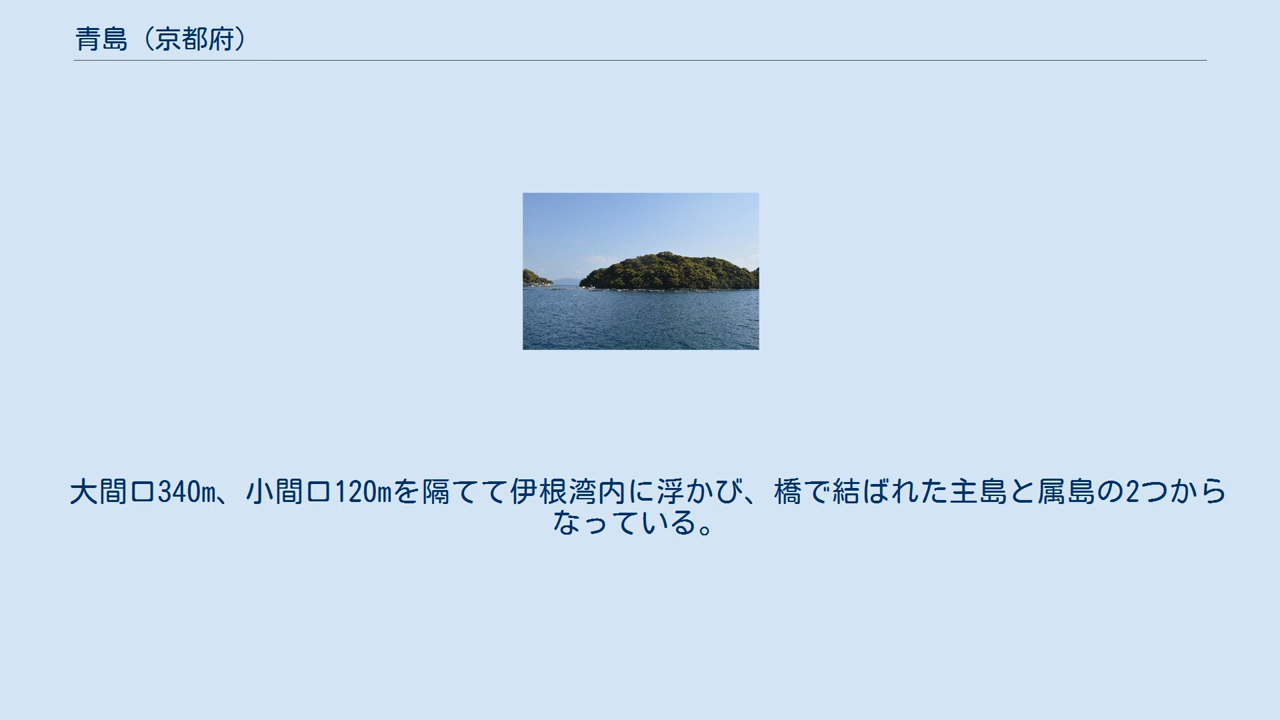 青島（京都府）
大間口340m、小間口120mを隔てて伊根湾内に浮かび、橋で結ばれた主島と属島の2つから
なっている。